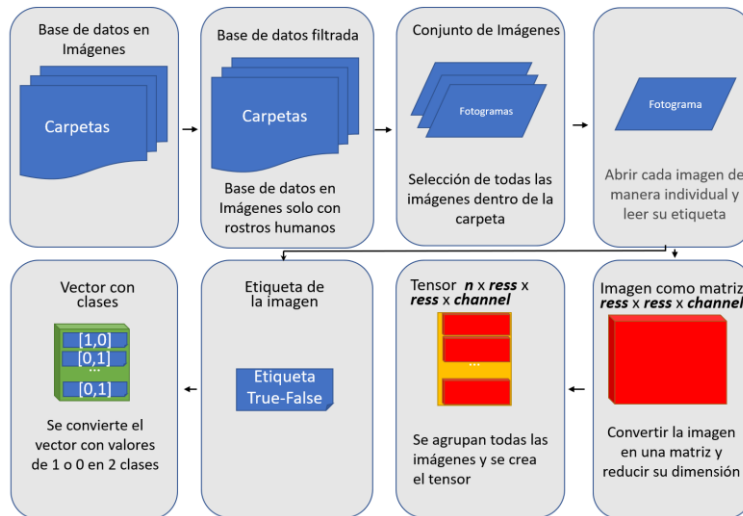 Base de datos en
Imágenes
Carpetas
Base de datos filtrada
Carpetas
Base de datos en
Imágenes solo con
rostros humanos
Conjunto de Imágenes
Fotogramas
Selección de todas las
imágenes dentro de la
carpeta
Fotograma
Abrir cada imagen de
manera individual y
leer su etiqueta
Vector con
clases
[1,0]
[0,1]
...
[0,1]
Se convierte el
vector con valores
de 1 o 0 en 2 clases
Etiqueta de
la imagen
Etiqueta
True-False
Tensor n x ress x
ress x channel
...
Se agrupan todas las
imágenes y se crea
el tensor
Imagen como matriz
ress x ress x channel
Convertir la imagen
en una matriz y
reducir su dimensión